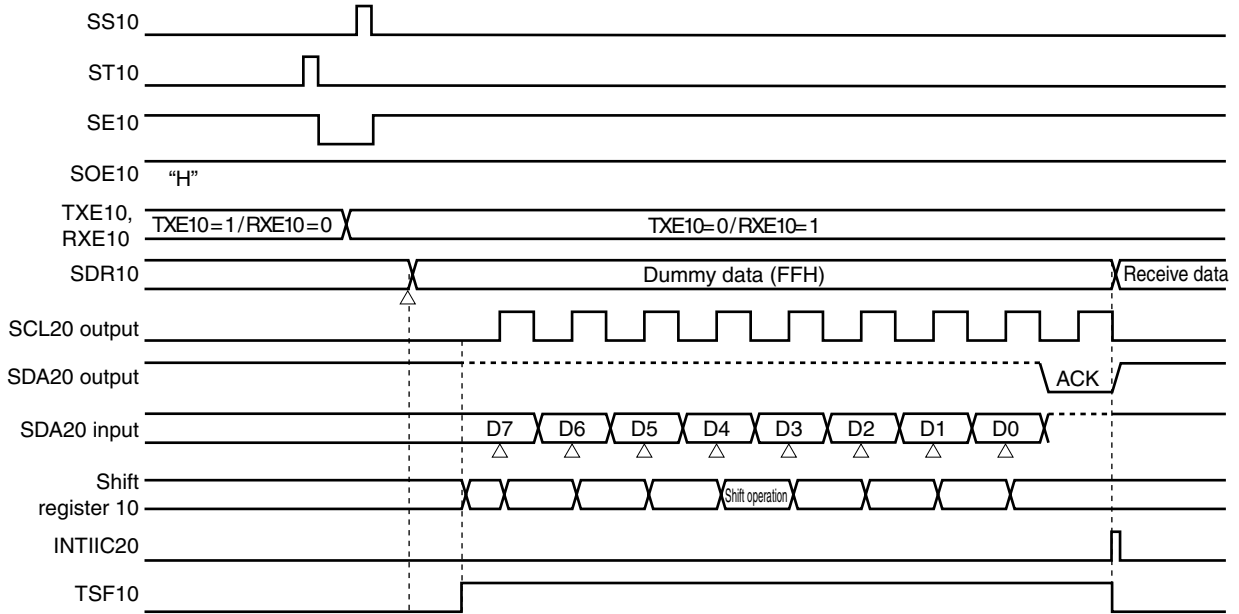 SS10
ST10
SE10
SOE10 “H”
TXE10,
RXE10
TXE10=1/RXE10=0 TXE10=0/RXE10=1
SDR10 Dummy data (FFH) Receive data
SCL20 output
SDA20 output ACK
SDA20 input D7 D6 D5 D4 D3 D2 D1 D0
Shift
register 10
Shift operation
INTIIC20
TSF10